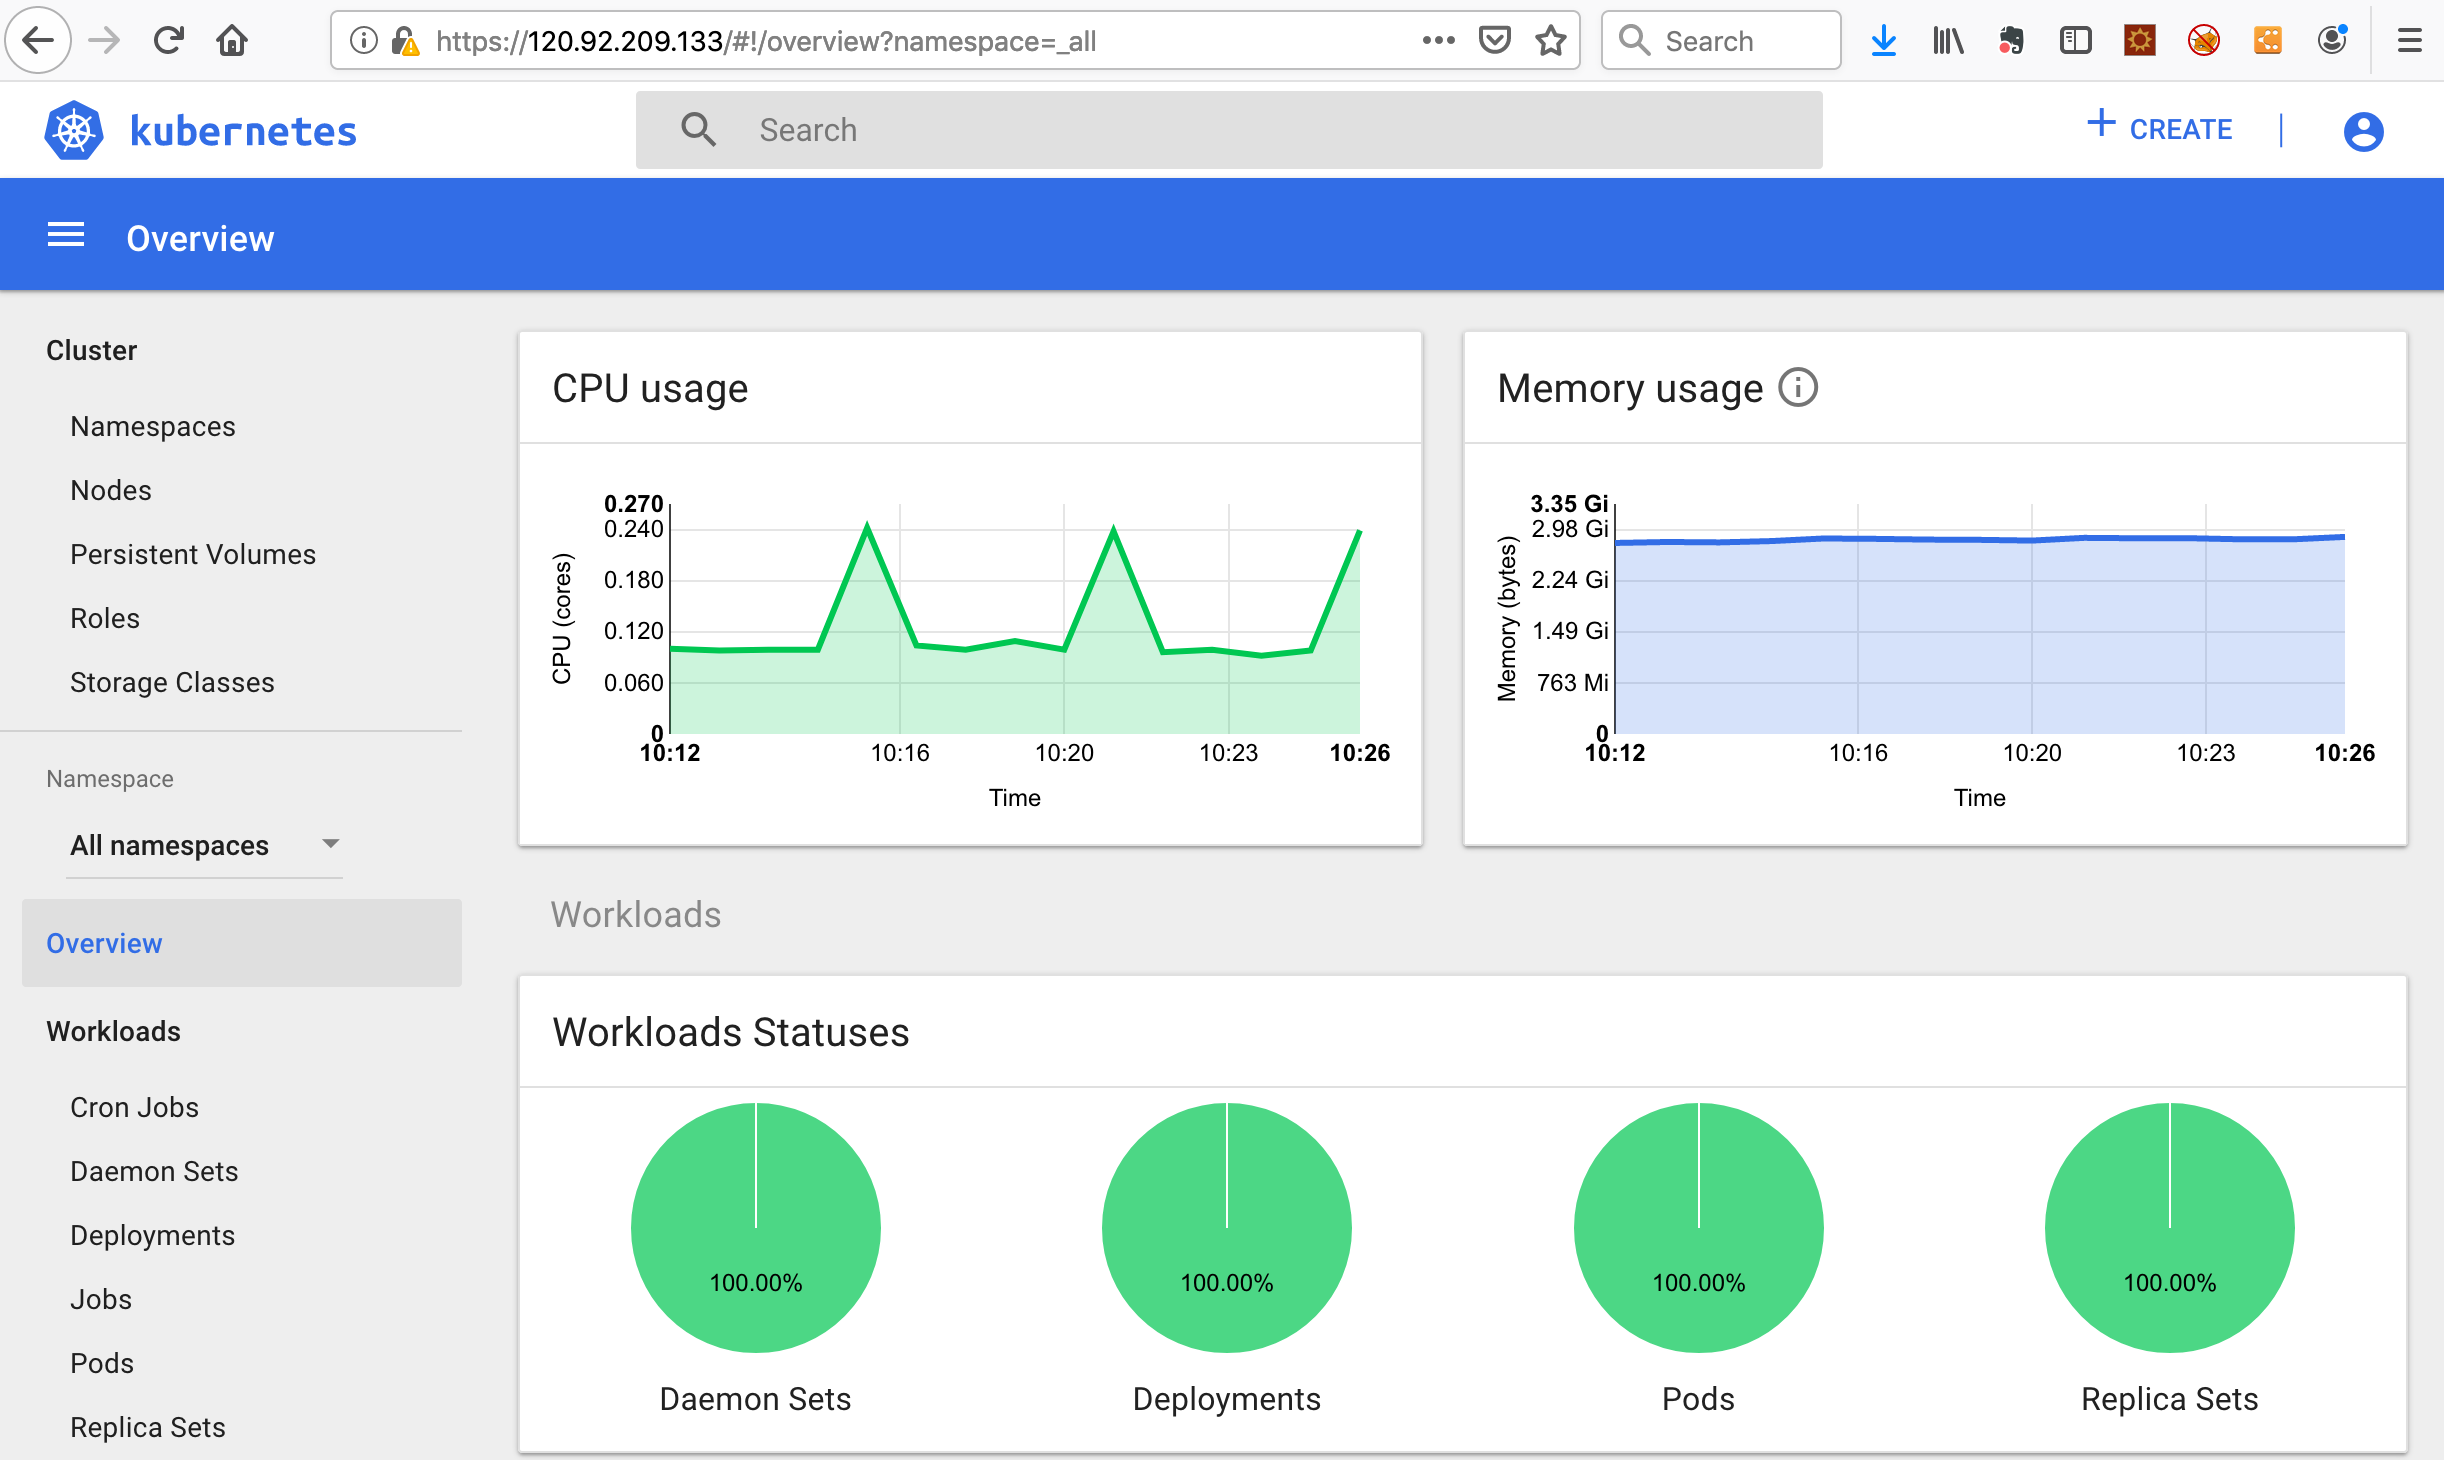 https://120.92.209.133/#!/overview?namespace=_all
Search
kubernetes
Search
CREATE
Overview
Cluster
Namespaces
Nodes
Persistent Volumes
Roles
Storage Classes
Namespace
All namespaces
Overview
Workloads
Cron Jobs
Daemon Sets
Deployments
Jobs
Pods
Replica Sets
CPU usage
CPU (cores)
0.270
0.240
0.180
0.120
0.060
0
10:12 10:16 10:20 10:23 10:26
Time
Memory usage
Memory (bytes)
3.35 Gi
2.98 Gi
2.24 Gi
1.49 Gi
763 Mi
0
10:12 10:16 10:20 10:23 10:26
Time
Workloads
Workloads Statuses
100.00% 100.00% 100.00% 100.00%
Daemon Sets Deployments Pods Replica Sets